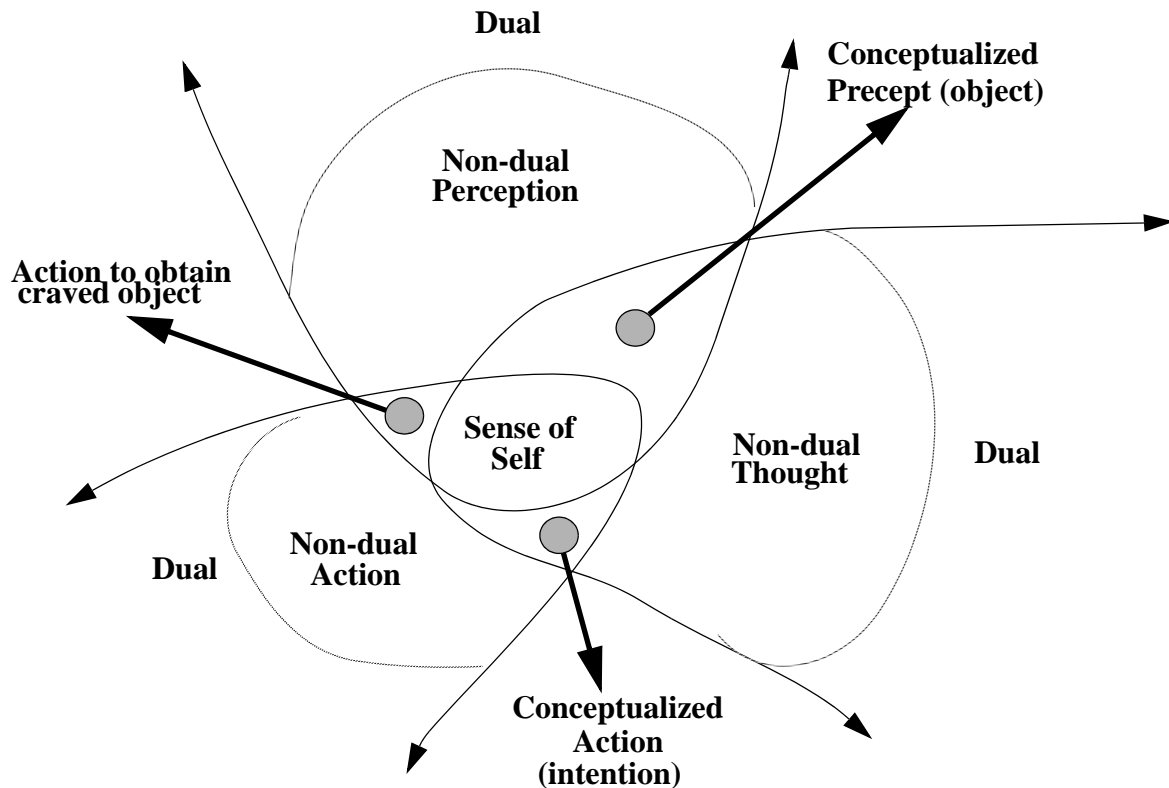 Dual
Conceptualized
Precept (object)
Non-dual
Perception
Action to obtain
craved object
Sense of
Self
Non-dual
Thought
Dual
Non-dual
Action
Dual
Conceptualized
Action
(intention)